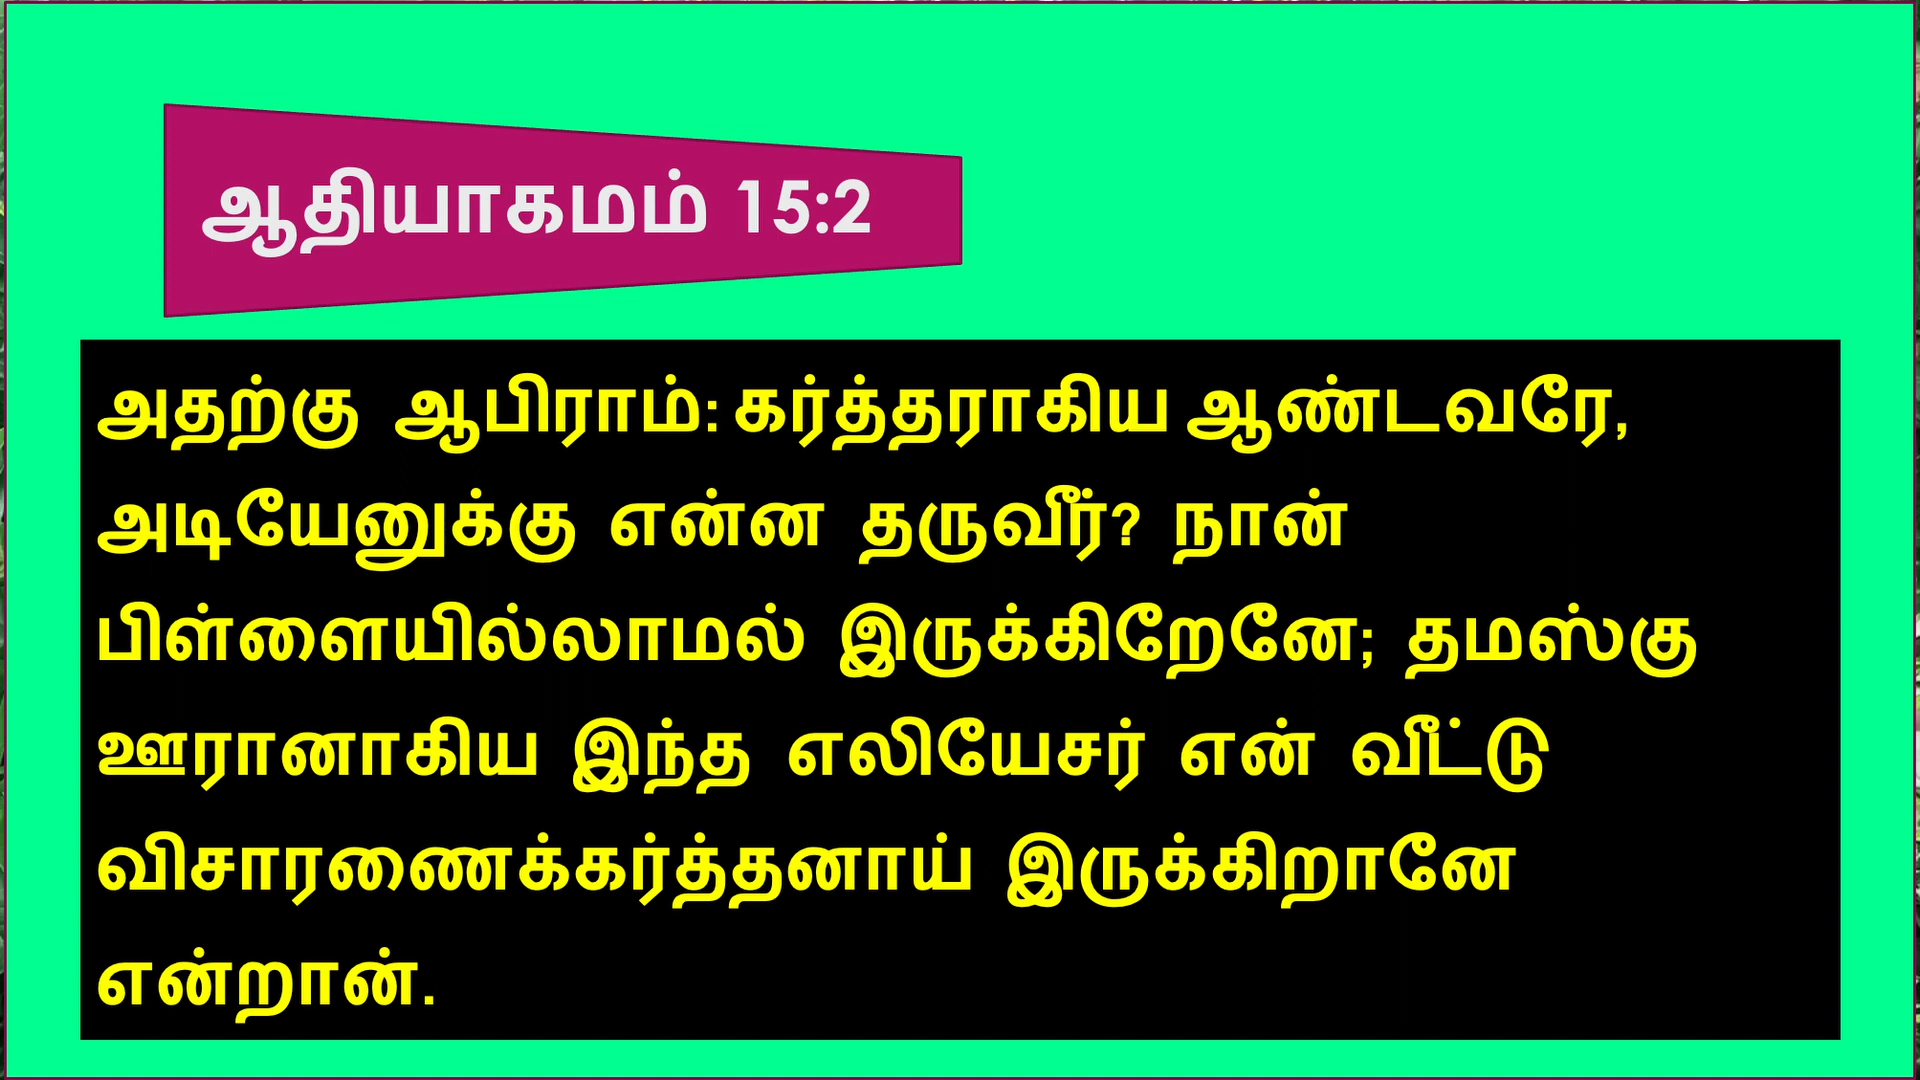 ஆதியாகமம் 15:2
அதற்கு ஆபிராம்: கர்த்தராகிய ஆண்டவரே,
அடியேனுக்கு என்ன தருவீர்? நான்
பிள்ளையில்லாமல் இருக்கிறேனே; தமஸ்கு
ஊரானாகிய இந்த எலியேசர் என் வீட்டு
விசாரணைக்கர்த்தனாய் இருக்கிறானே
என்றான்.